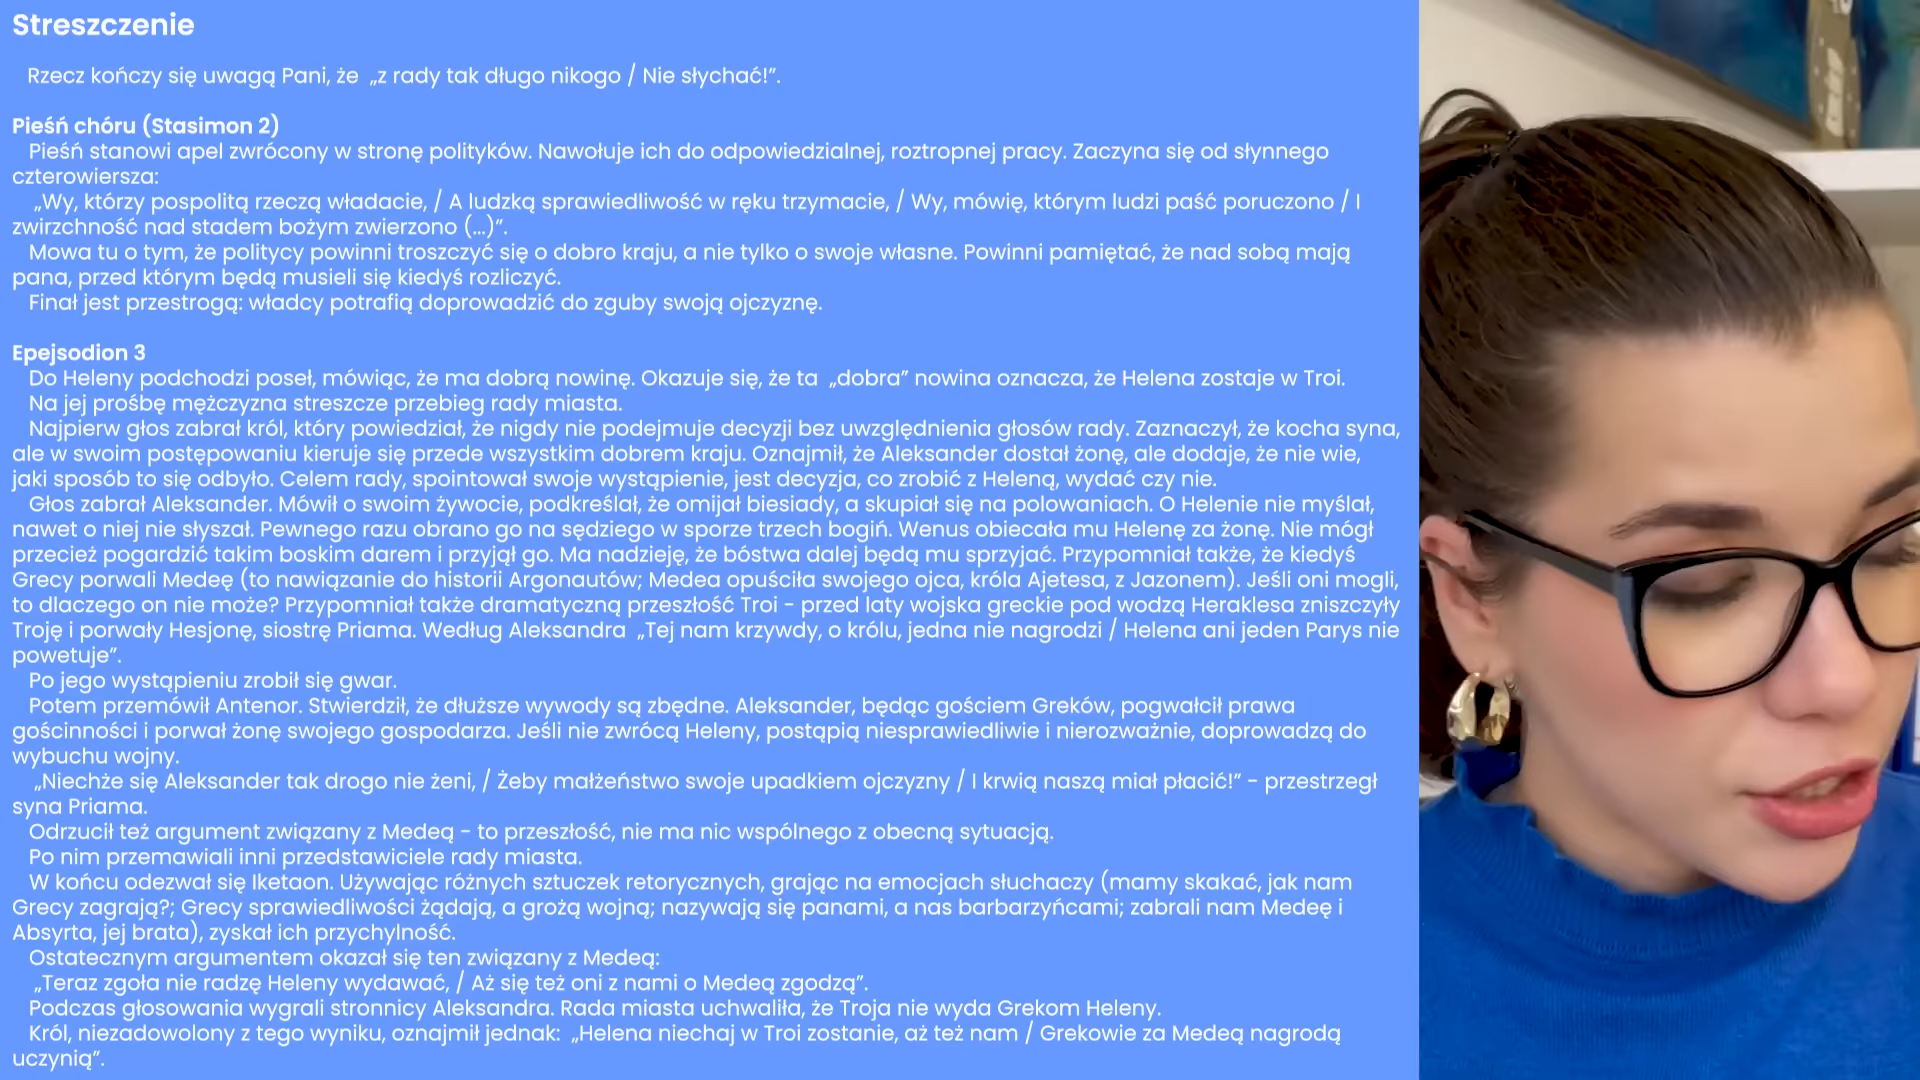 Streszczenie
Rzecz kończy się uwagą Pani, że „z rady tak długo nikogo / Nie słychać!”.
Pieśń chóru (Stasimon 2)
Pieśń stanowi apel zwrócony w stronę polityków. Nawołuje ich do odpowiedzialnej, roztropnej pracy. Zaczyna się od słynnego
czterowiersza:
„Wy, którzy pospolitą rzeczą władacie, / A ludzką sprawiedliwość w ręku trzymacie, / Wy, mówię, którym ludzi paść poruczono / I
zwirzchność nad stadem bożym zwierzono (...)”.
Mowa tu o tym, że politycy powinni troszczyć się o dobro kraju, a nie tylko o swoje własne. Powinni pamiętać, że nad sobą mają
pana, przed którym będą musieli się kiedyś rozliczyć.
Finał jest przestrogą: władcy potrafią doprowadzić do zguby swoją ojczyznę.
Epejsodion 3
Do Heleny podchodzi poseł, mówiąc, że ma dobrą nowinę. Okazuje się, że ta „dobra” nowina oznacza, że Helena zostaje w Troi.
Na jej prośbę mężczyzna streszcze przebieg rady miasta.
Najpierw głos zabrał król, który powiedział, że nigdy nie podejmuje decyzji bez uwzględnienia głosów rady. Zaznaczył, że kocha syna,
ale w swoim postępowaniu kieruje się przede wszystkim dobrem kraju. Oznajmił, że Aleksander dostał żonę, ale dodaje, że nie wie,
jaki sposób to się odbyło. Celem rady, spointował swoje wystąpienie, jest decyzja, co zrobić z Heleną, wydać czy nie.
Głos zabrał Aleksander. Mówił o swoim żywocie, podkreślał, że omijał biesiady, a skupiał się na polowaniach. O Helenie nie myślał,
nawet o niej nie słyszał. Pewnego razu obrano go na sędziego w sporze trzech bogiń. Wenus obiecała mu Helenę za żonę. Nie mógł
przecież pogardzić takim boskim darem i przyjął go. Ma nadzieję, że bóstwa dalej będą mu sprzyjać. Przypomniał także, że kiedyś
Grecy porwali Medeę (to nawiązanie do historii Argonautów; Medea opuściła swojego ojca, króla Ajetesa, z Jazonem). Jeśli oni mogli,
to dlaczego on nie może? Przypomniał także dramatyczną przeszłość Troi - przed laty wojska greckie pod wodzą Heraklesa zniszczyły
Troję i porwały Hesjonę, siostrę Priama. Według Aleksandra „Tej nam krzywdy, o królu, jedna nie nagrodzi / Helena ani jeden Parys nie
powetuje”.
Po jego wystąpieniu zrobił się gwar.
Potem przemówił Antenor. Stwierdził, że dłuższe wywody są zbędne. Aleksander, będąc gościem Greków, pogwałcił prawa
gościnności i porwał żonę swojego gospodarza. Jeśli nie zwrócą Heleny, postąpią niesprawiedliwie i nierozważnie, doprowadzą do
wybuchu wojny.
„Niechże się Aleksander tak drogo nie żeni, / Żeby małżeństwo swoje upadkiem ojczyzny / I krwią naszą miał płacić!” - przestrzegł
syna Priama.
Odrzucił też argument związany z Medeą - to przeszłość, nie ma nic wspólnego z obecną sytuacją.
Po nim przemawiali inni przedstawiciele rady miasta.
W końcu odezwał się Iketaon. Używając różnych sztuczek retorycznych, grając na emocjach słuchaczy (mamy skakać, jak nam
Grecy zagrają?; Grecy sprawiedliwości żądają, a grożą wojną; nazywają się panami, a nas barbarzyńcami; zabrali nam Medeę i
Absyrta, jej brata), zyskał ich przychylność.
Ostatecznym argumentem okazał się ten związany z Medeą:
„Teraz zgoła nie radzę Heleny wydawać, / Aż się też oni z nami o Medeą zgodzą”.
Podczas głosowania wygrali stronnicy Aleksandra. Rada miasta uchwaliła, że Troja nie wyda Grekom Heleny.
Król, niezadowolony z tego wyniku, oznajmił jednak: „Helena niechaj w Troi zostanie, aż też nam / Grekowie za Medeą nagrodą
uczynią”.